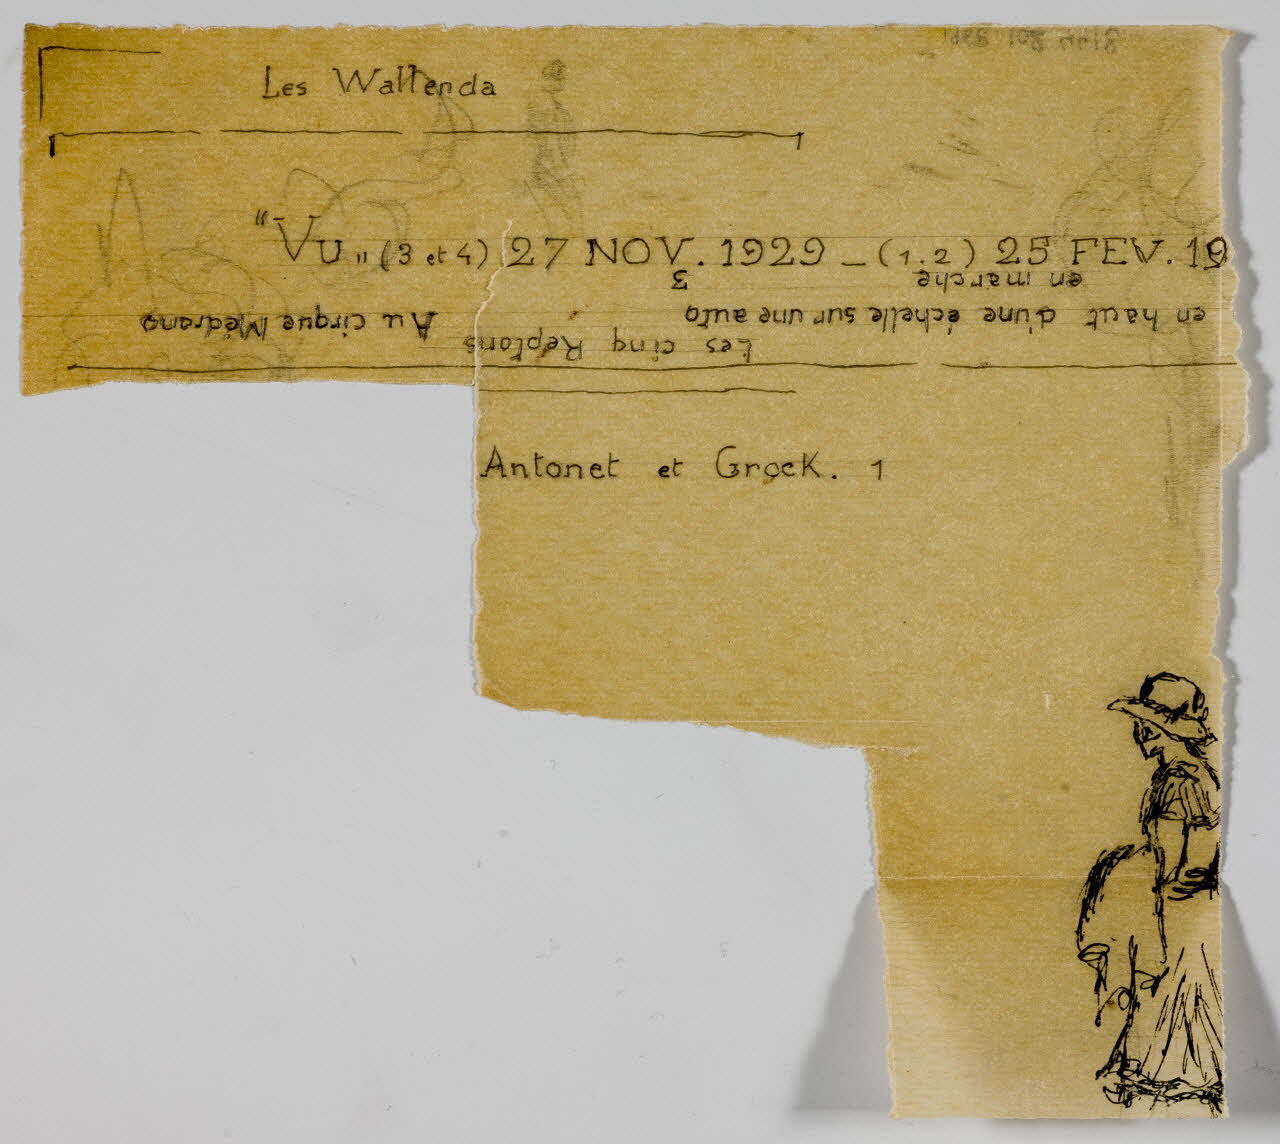 Les Wallenda
"Vu" (3 et 4) 27 NOV. 1929 _ (1.2) 25 FEV. 19
3
en marche
en haut d'une échelle sur une auto
Au cirque Médrano
Les cinq Reptons
Antonet et Grock. 1